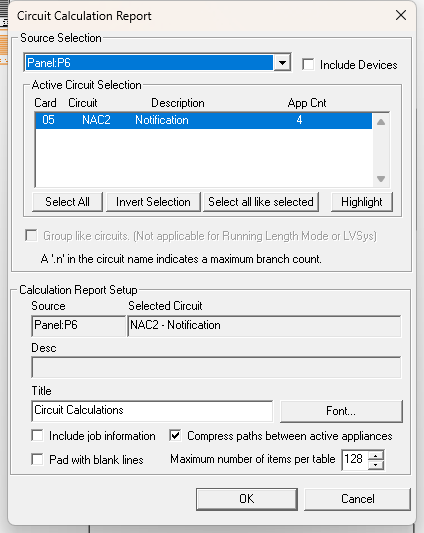 Circuit Calculation Report
Source Selection
Panel:P6
Include Devices
Active Circuit Selection
Card Circuit Description App Cnt
05 NAC2 Notification 4
Select All Invert Selection Select all like selected Highlight
Group like circuits. (Not applicable for Running Length Mode or LVSys)
A '.n' in the circuit name indicates a maximum branch count.
Calculation Report Setup
Source Selected Circuit
Panel:P6 NAC2 - Notification
Desc
Title
Circuit Calculations Font...
Include job information Compress paths between active appliances
Pad with blank lines Maximum number of items per table 128
OK Cancel